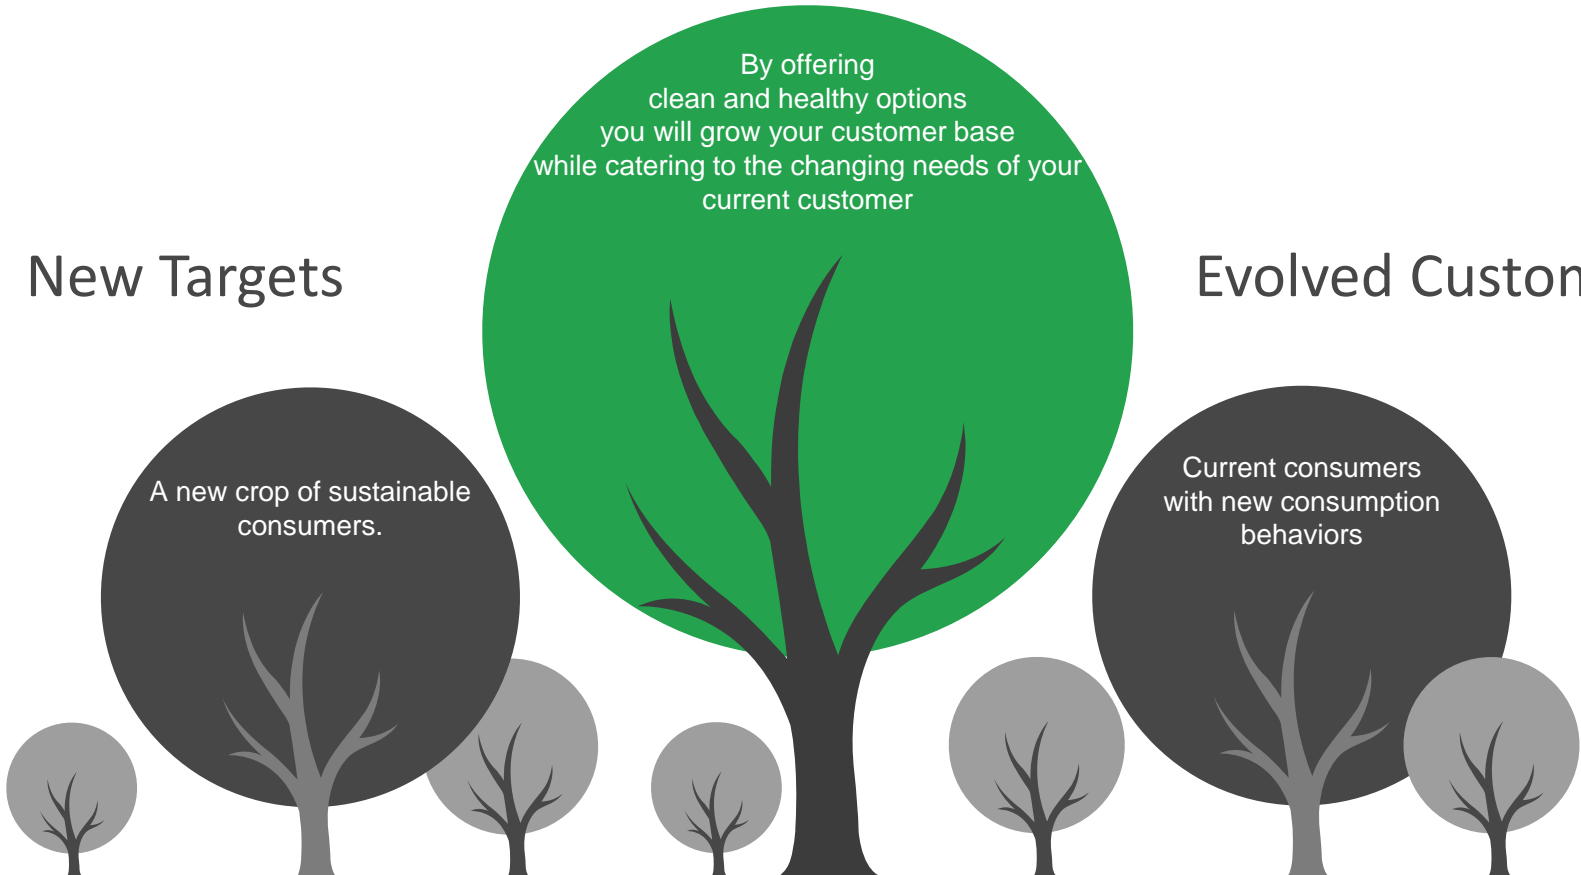 By offering
clean and healthy options
you will grow your customer base
while catering to the changing needs of your
current customer
New Targets
Evolved
A new crop of sustainable
consumers.
Current consumers
with new consumption
behaviors